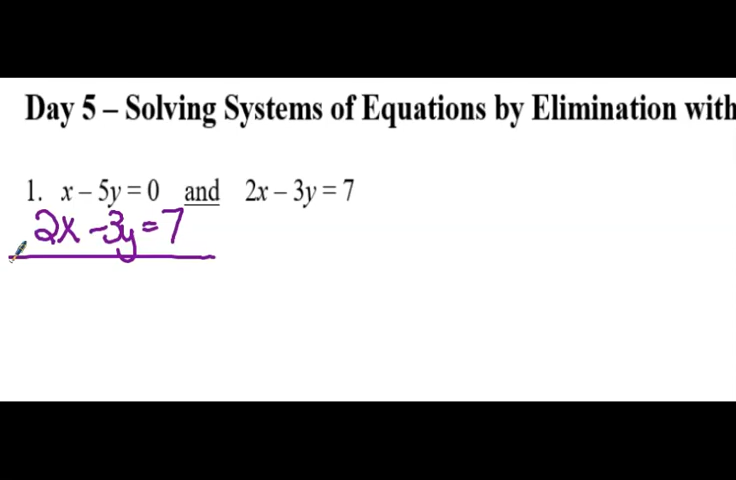 Day 5 – Solving Systems of Equations by Elimination with
1. x – 5y = 0 and 2x – 3y = 7
2x -3y = 7